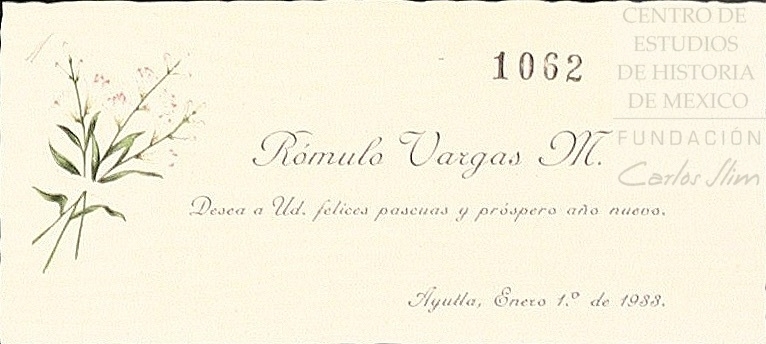 CENTRO DE
ESTUDIOS
DE HISTORIA
DE MEXICO
FUNDACIÓN
Carlos Slim
1062
Rómulo Vargas M.
Desea a Ud. felices pascuas y próspero año nuevo.
Ayutla, Enero 1.º de 1933.